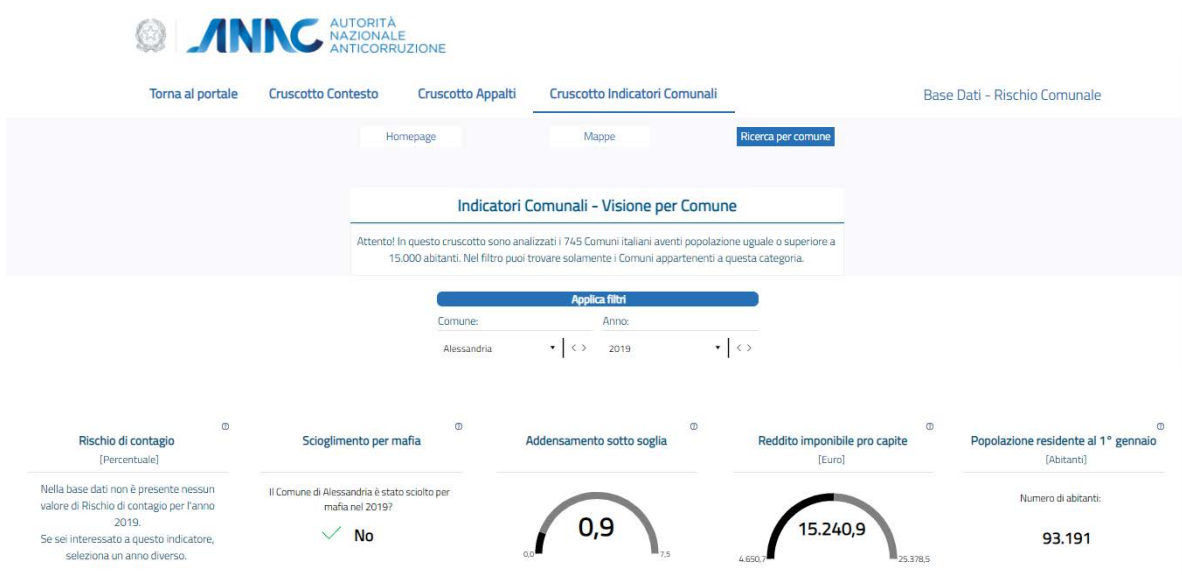 ANAC
AUTORITÀ
NAZIONALE
ANTICORRUZIONE
Torna al portale Cruscotto Contesto Cruscotto Appalti Cruscotto Indicatori Comunali Base Dati - Rischio Comunale
Homepage Mappe Ricerca per comune
Indicatori Comunali - Visione per Comune
Attento! In questo cruscotto sono analizzati i 745 Comuni italiani aventi popolazione uguale o superiore a
15.000 abitanti. Nel filtro puoi trovare solamente i Comuni appartenenti a questa categoria.
Applica filtri
Comune: Anno:
Alessandria < > 2019 < >
Rischio di contagio
[Percentuale]
Nella base dati non è presente nessun
valore di Rischio di contagio per l'anno
2019.
Se sei interessato a questo indicatore,
seleziona un anno diverso.
Scioglimento per mafia
Il Comune di Alessandria è stato sciolto per
mafia nel 2019?
No
Addensamento sotto soglia
0,9
0,0 7,5
Reddito imponibile pro capite
[Euro]
15.240,9
4.650,7 25.378,5
Popolazione residente al 1° gennaio
[Abitanti]
Numero di abitanti:
93.191